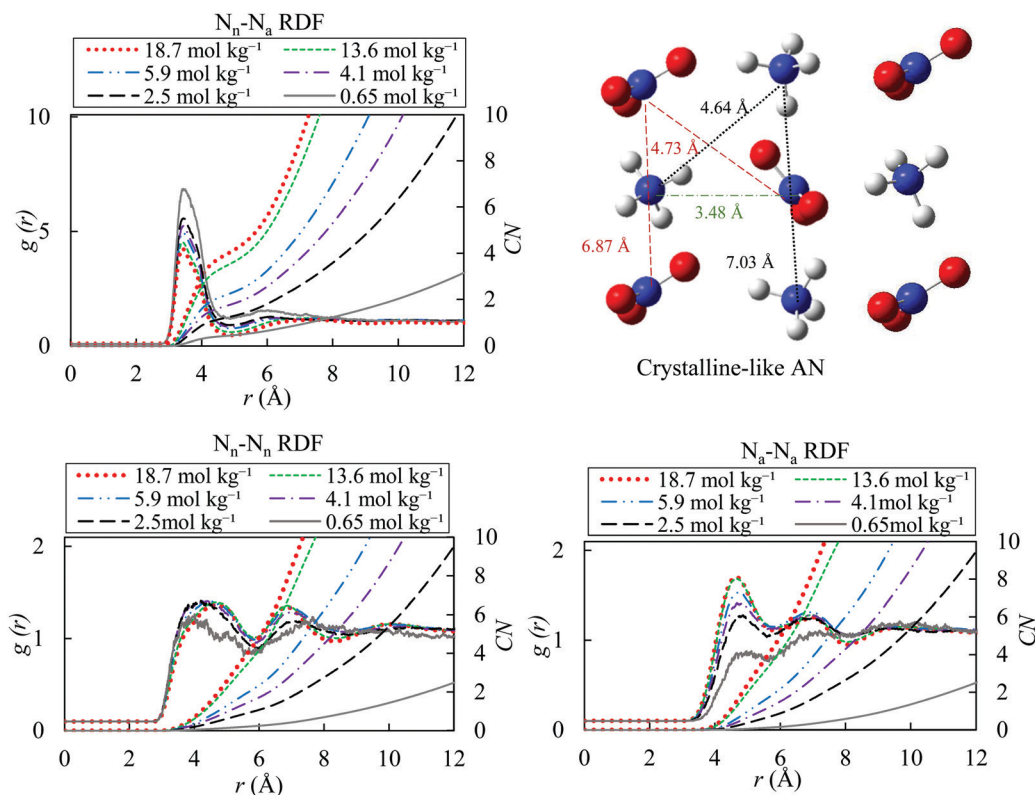 Nn-Na RDF
18.7 mol kg⁻¹ 13.6 mol kg⁻¹
5.9 mol kg⁻¹ 4.1 mol kg⁻¹
2.5 mol kg⁻¹ 0.65 mol kg⁻¹
10 10
8
6
5
4
2
0 0
g(r)
CN
0 2 4 6 8 10 12
r (Å)
4.64 Å
4.73 Å
3.48 Å
6.87 Å
7.03 Å
Crystalline-like AN
Nn-Nn RDF
18.7 mol kg⁻¹ 13.6 mol kg⁻¹
5.9 mol kg⁻¹ 4.1 mol kg⁻¹
2.5mol kg⁻¹ 0.65 mol kg⁻¹
2 10
8
6
1
4
2
0 0
g(r)
CN
0 2 4 6 8 10 12
r (Å)
Na-Na RDF
18.7 mol kg⁻¹ 13.6 mol kg⁻¹
5.9 mol kg⁻¹ 4.1mol kg⁻¹
2.5 mol kg⁻¹ 0.65mol kg⁻¹
2 10
8
6
1
4
2
0 0
g(r)
CN
0 2 4 6 8 10 12
r (Å)